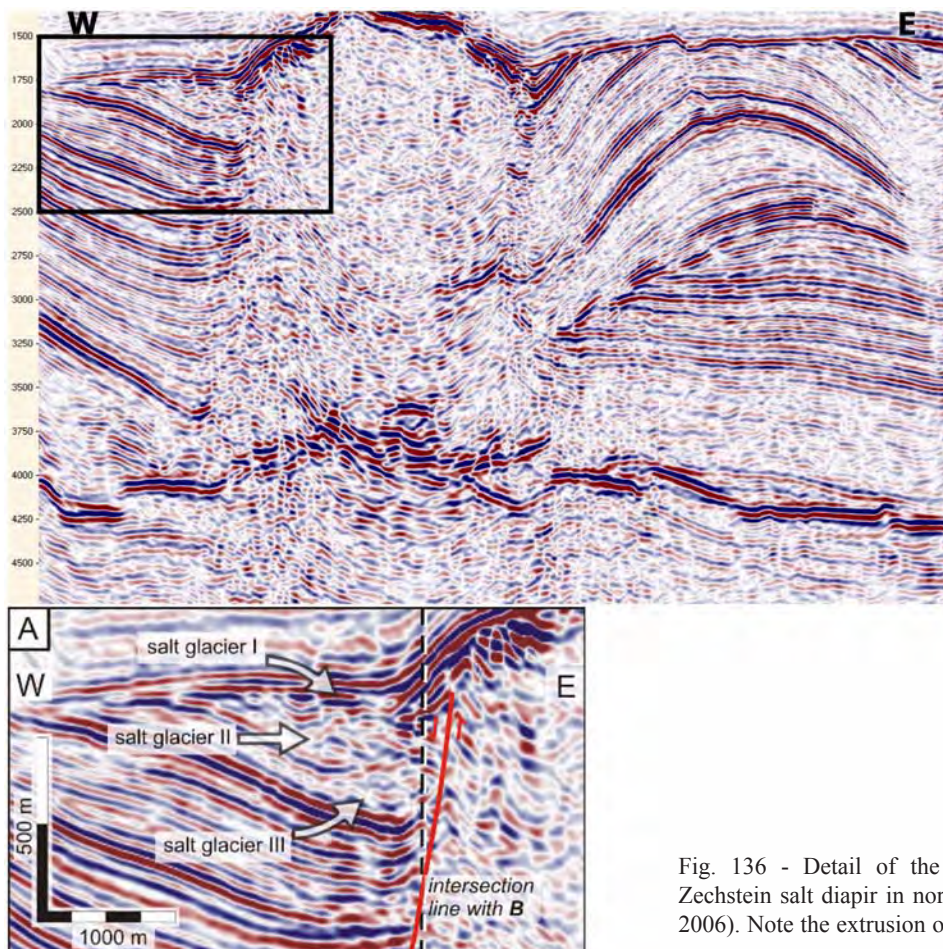 W E
1500
1750
2000
2250
2500
2750
3000
3250
3500
3750
4000
4250
4500
A
W E
salt glacier I
salt glacier II
salt glacier III
500 m
1000 m
intersection
line with B
Fig. 136 - Detail of the
Zechstein salt diapir in nor
2006). Note the extrusion o